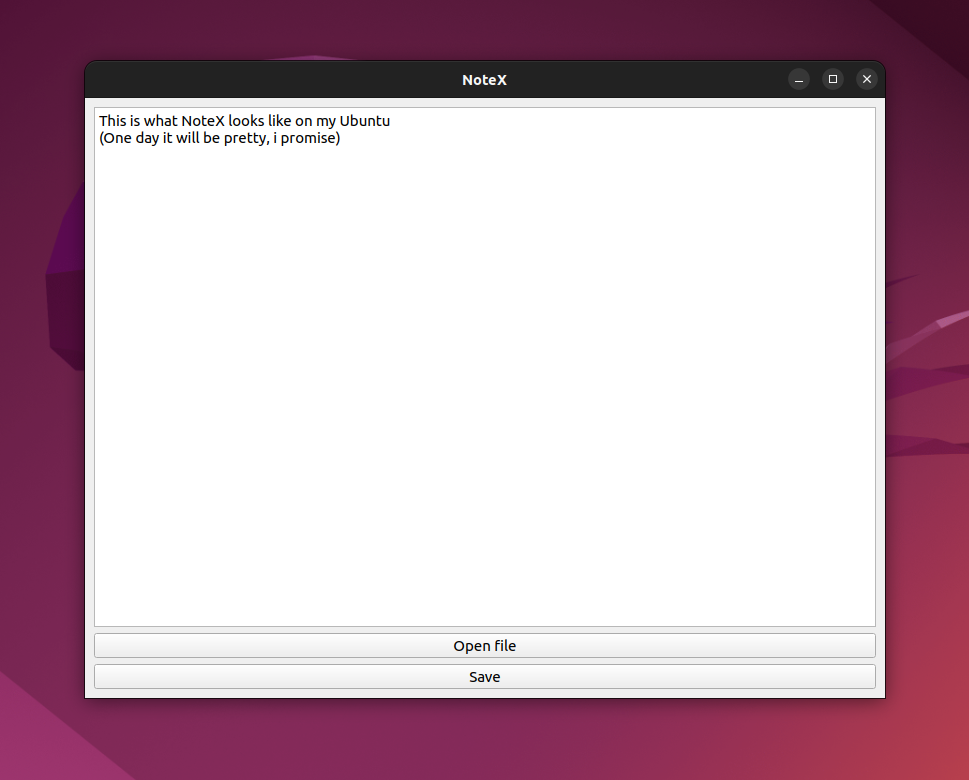 NoteX
This is what NoteX looks like on my Ubuntu
(One day it will be pretty, i promise)
Open file
Save